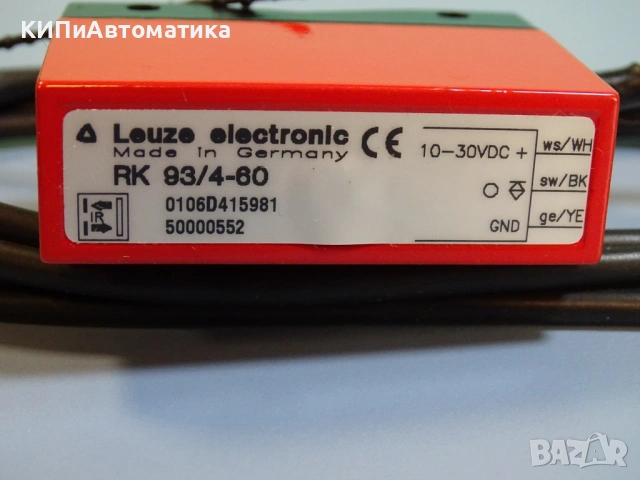 КИПиАвтоматика
Leuze electronic
Made in Germany
CE
RK 93/4-60
IR
0106D415981
50000552
10-30VDC +
GND
ws/WH
sw/BK
ge/YE
BAZAR